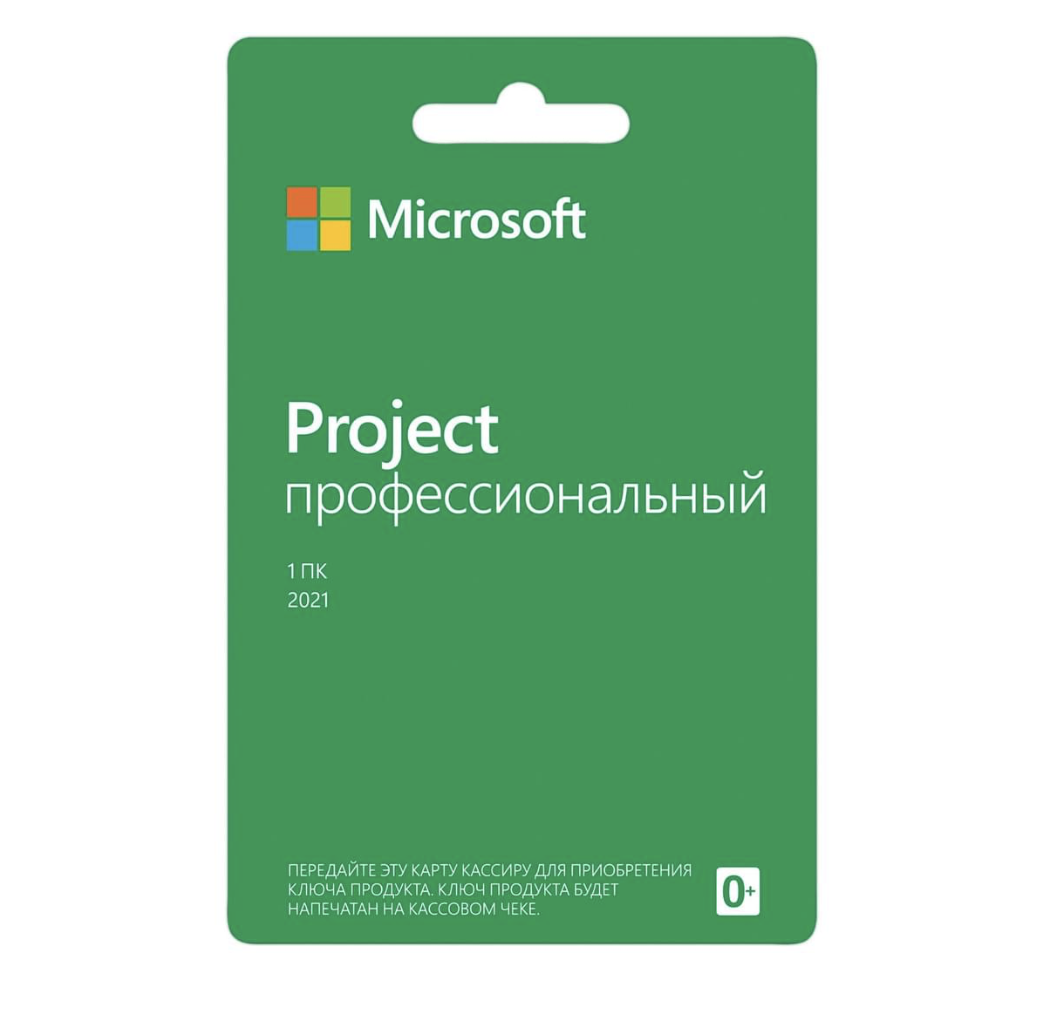 Microsoft
Project
профессиональный
1 ПК
2021
ПЕРЕДАЙТЕ ЭТУ КАРТУ КАССИРУ ДЛЯ ПРИОБРЕТЕНИЯ
КЛЮЧА ПРОДУКТА. КЛЮЧ ПРОДУКТА БУДЕТ
НАПЕЧАТАН НА КАССОВОМ ЧЕКЕ.
0+